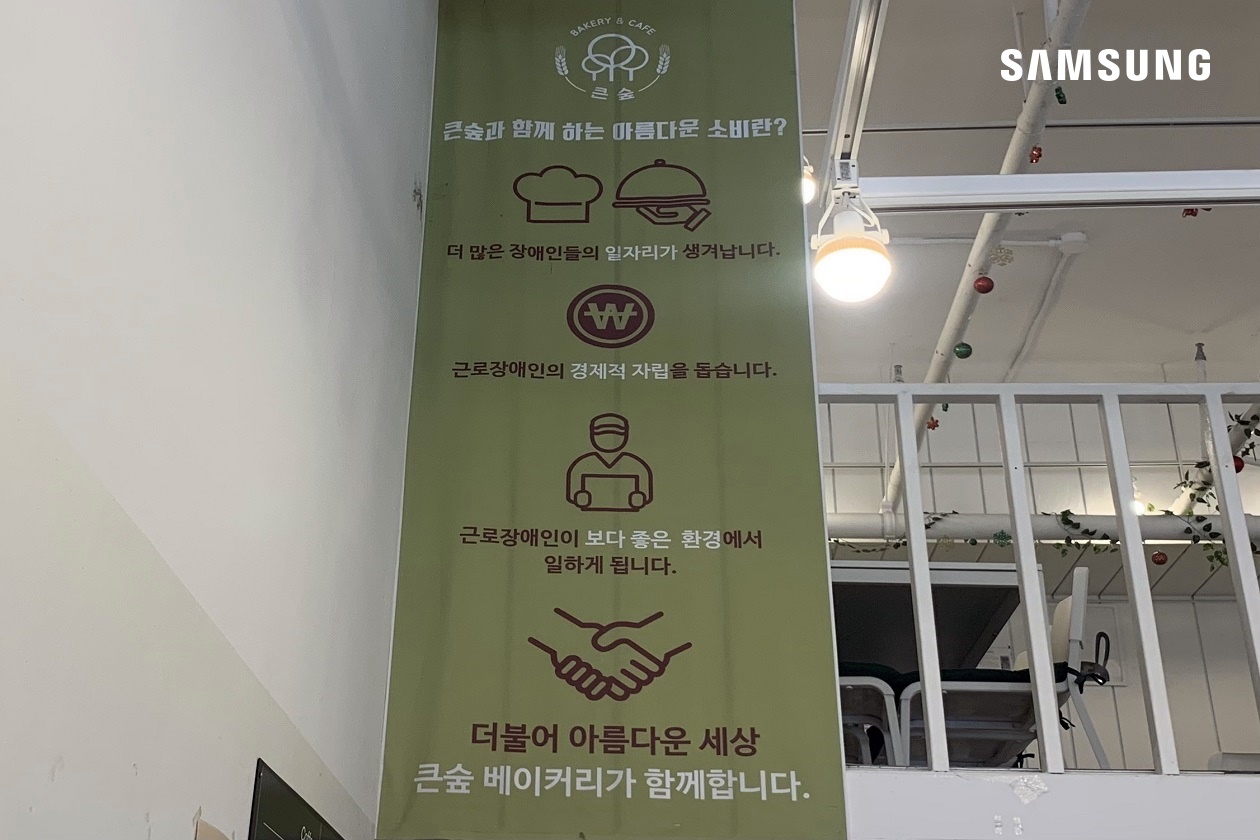 SAMSUNG
BAKERY & CAFE
큰숲
큰숲과 함께 하는 아름다운 소비란?
더 많은 장애인들의 일자리가 생겨납니다.
₩
근로장애인의 경제적 자립을 돕습니다.
근로장애인이 보다 좋은 환경에서
일하게 됩니다.
더불어 아름다운 세상
큰숲 베이커리가 함께합니다.